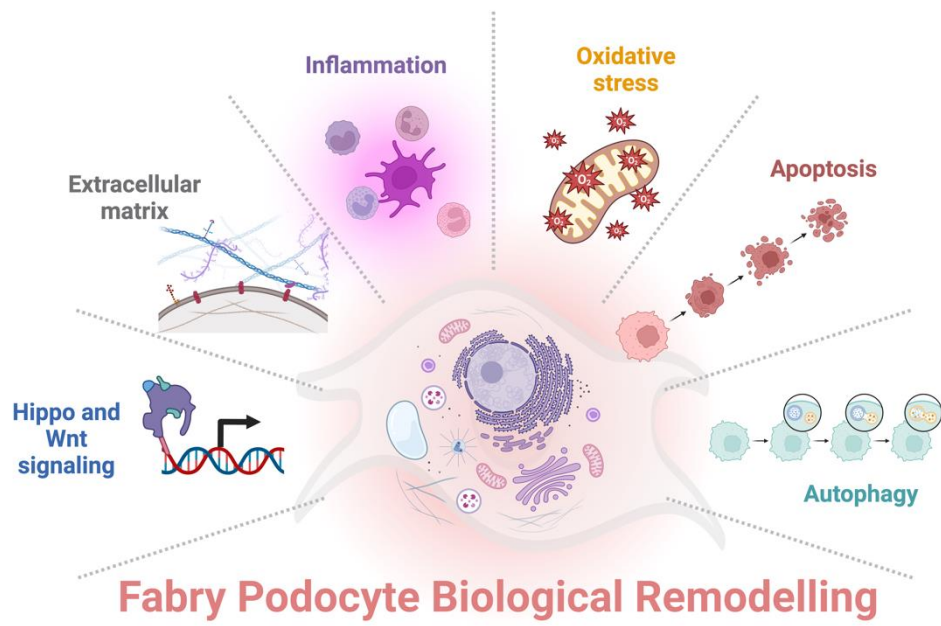 Inflammation
Oxidative
stress
Extracellular
matrix
Apoptosis
Hippo and
Wnt
signaling
Autophagy
Fabry Podocyte Biological Remodelling